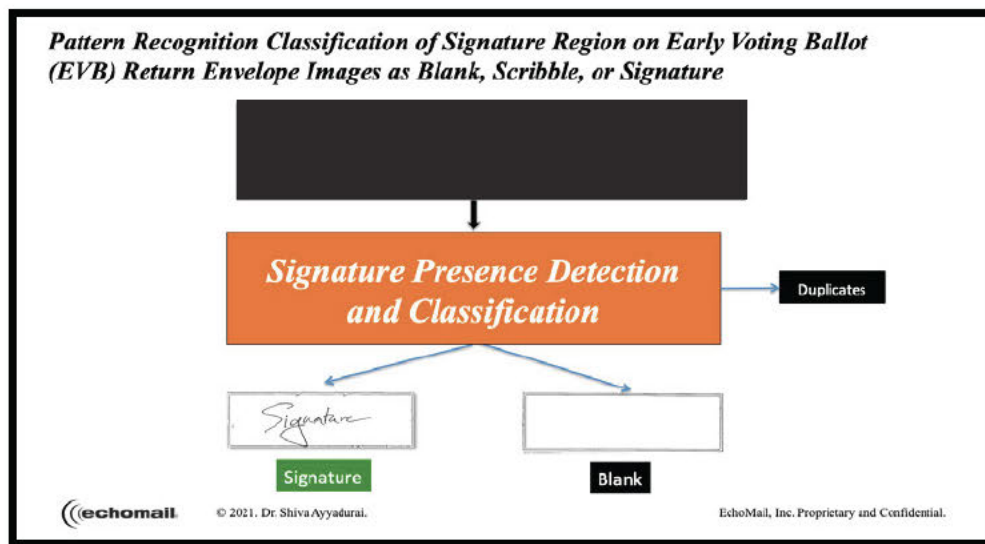 Pattern Recognition Classification of Signature Region on Early Voting Ballot
(EVB) Return Envelope Images as Blank, Scribble, or Signature
Signature Presence Detection
and Classification
Duplicates
Signature
Signature
Blank
echomail
© 2021. Dr. Shiva Ayyadurai.
EchoMail, Inc. Proprietary and Confidential.